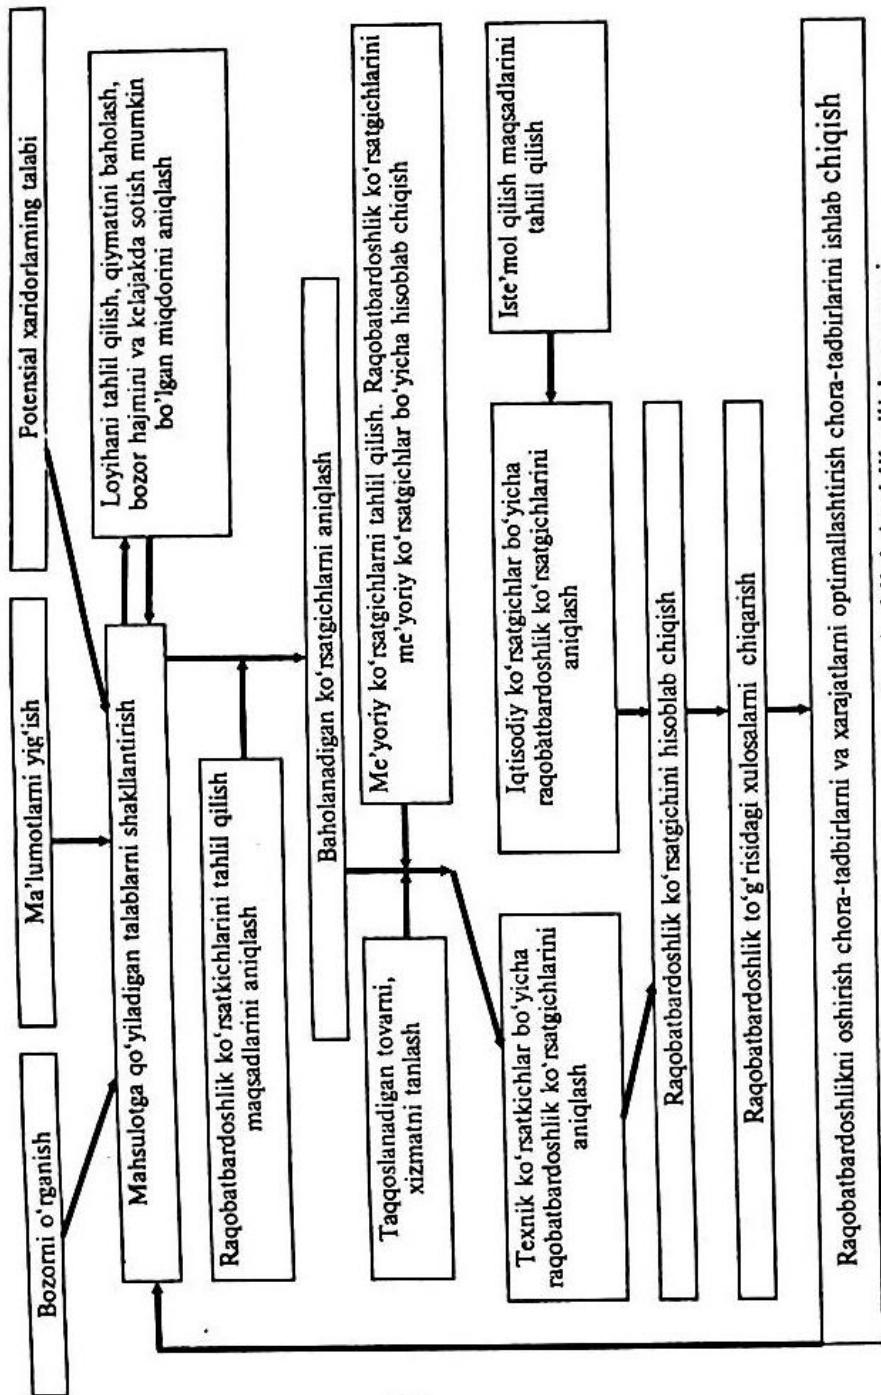 Bozorni o‘rganish
Ma’lumotlarni yig‘ish
Potensial xaridorlarning talabi
Mahsulotga qo‘yiladigan talablarni shakllantirish
Loyihani tahlil qilish, qiymatini baholash,
bozor hajmini va kelajakda sotish mumkin
bo’lgan miqdorini aniqlash
Raqobatbardoshlik ko‘rsatkichlarini tahlil qilish
maqsadlarini aniqlash
Baholanadigan ko‘rsatgichlarni aniqlash
Taqqoslanadigan tovarni,
xizmatni tanlash
Me’yoriy ko‘rsatgichlarni tahlil qilish. Raqobatbardoshlik ko‘rsatgichlarini
me’yoriy ko‘rsatgichlar bo‘yicha hisoblab chiqish
Texnik ko‘rsatkichlar bo‘yicha
raqobatbardoshlik ko‘rsatgichlarini
aniqlash
Iqtisodiy ko‘rsatgichlar bo‘yicha
raqobatbardoshlik ko‘rsatgichlarini
aniqlash
Iste’mol qilish maqsadlarini
tahlil qilish
Raqobatbardoshlik ko‘rsatgichini hisoblab chiqish
Raqobatbardoshlik to‘g‘risidagi xulosalarni chiqarish
Raqobatbardoshlikni oshirish chora-tadbirlarni va xarajatlarni optimallashtirish chora-tadbirlarini ishlab chiqish